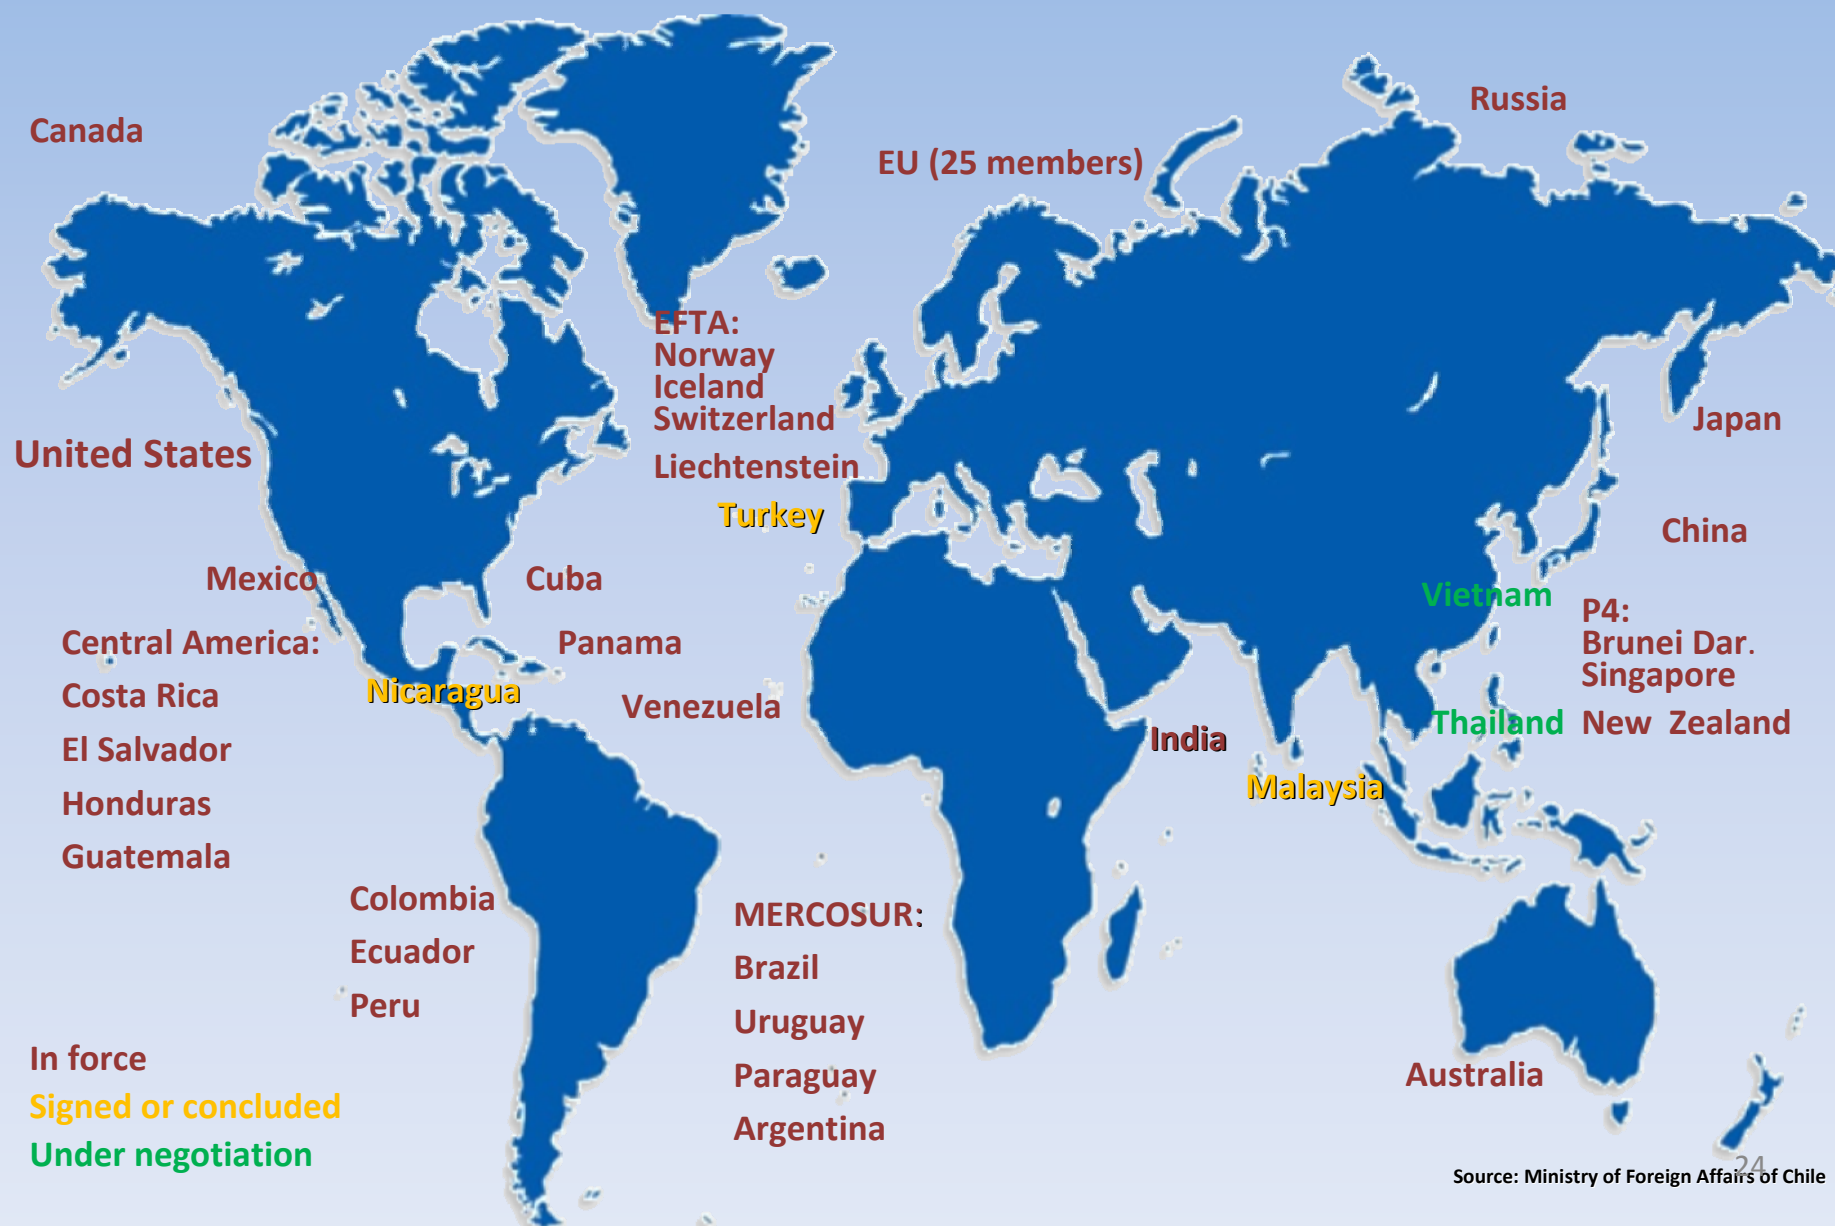 Canada
Russia
EU (25 members)
EFTA:
Norway
Iceland
Switzerland
Liechtenstein
Turkey
United States
Japan
China
Mexico
Cuba
Vietnam
P4:
Brunei Dar.
Singapore
New  Zealand
Thailand
Central America:
Costa Rica
El Salvador
Honduras
Guatemala
Panama
Nicaragua
Venezuela
India
Malaysia
Colombia
Ecuador
Peru
MERCOSUR:
Brazil
Uruguay
Paraguay
Argentina
Australia
In force
Signed or concluded
Under negotiation
24
Source: Ministry of Foreign Affairs of Chile